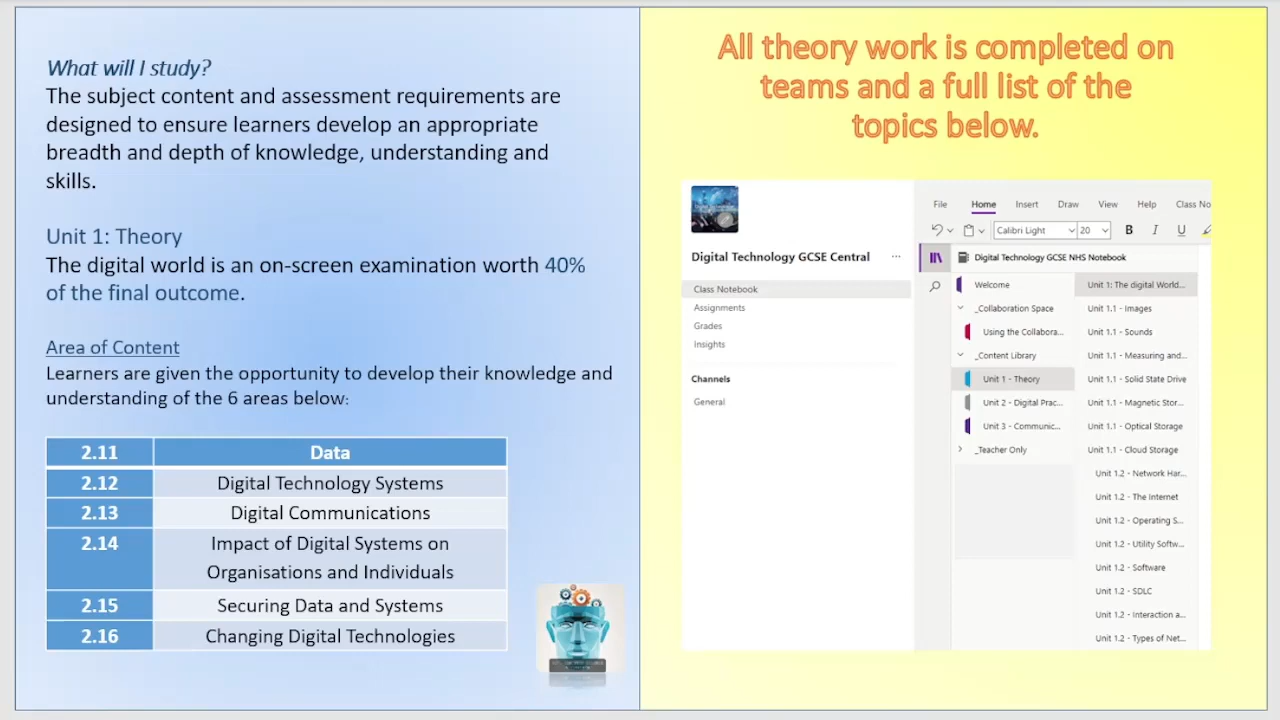 What will I study?
The subject content and assessment requirements are
designed to ensure learners develop an appropriate
breadth and depth of knowledge, understanding and
skills.
Unit 1: Theory
The digital world is an on-screen examination worth 40%
of the final outcome.
Area of Content
Learners are given the opportunity to develop their knowledge and
understanding of the 6 areas below:
2.11 Data
2.12 Digital Technology Systems
2.13 Digital Communications
2.14 Impact of Digital Systems on
Organisations and Individuals
2.15 Securing Data and Systems
2.16 Changing Digital Technologies
All theory work is completed on
teams and a full list of the
topics below.
Digital Technology GCSE Central ...
Class Notebook
Assignments
Grades
Insights
Channels
General
File Home Insert Draw View Help Class No
Calibri Light 20 B I U
Digital Technology GCSE NHS Notebook
Welcome
_Collaboration Space
Using the Collabora...
_Content Library
Unit 1 - Theory
Unit 2 - Digital Prac...
Unit 3 - Communic...
_Teacher Only
Unit 1: The digital World...
Unit 1.1 - Images
Unit 1.1 - Sounds
Unit 1.1 - Measuring and...
Unit 1.1 - Solid State Drive
Unit 1.1 - Magnetic Stor...
Unit 1.1 - Optical Storage
Unit 1.1 - Cloud Storage
Unit 1.2 - Network Har...
Unit 1.2 - The Internet
Unit 1.2 - Operating S...
Unit 1.2 - Utility Softw...
Unit 1.2 - Software
Unit 1.2 - SDLC
Unit 1.2 - Interaction a...
Unit 1.2 - Types of Net...